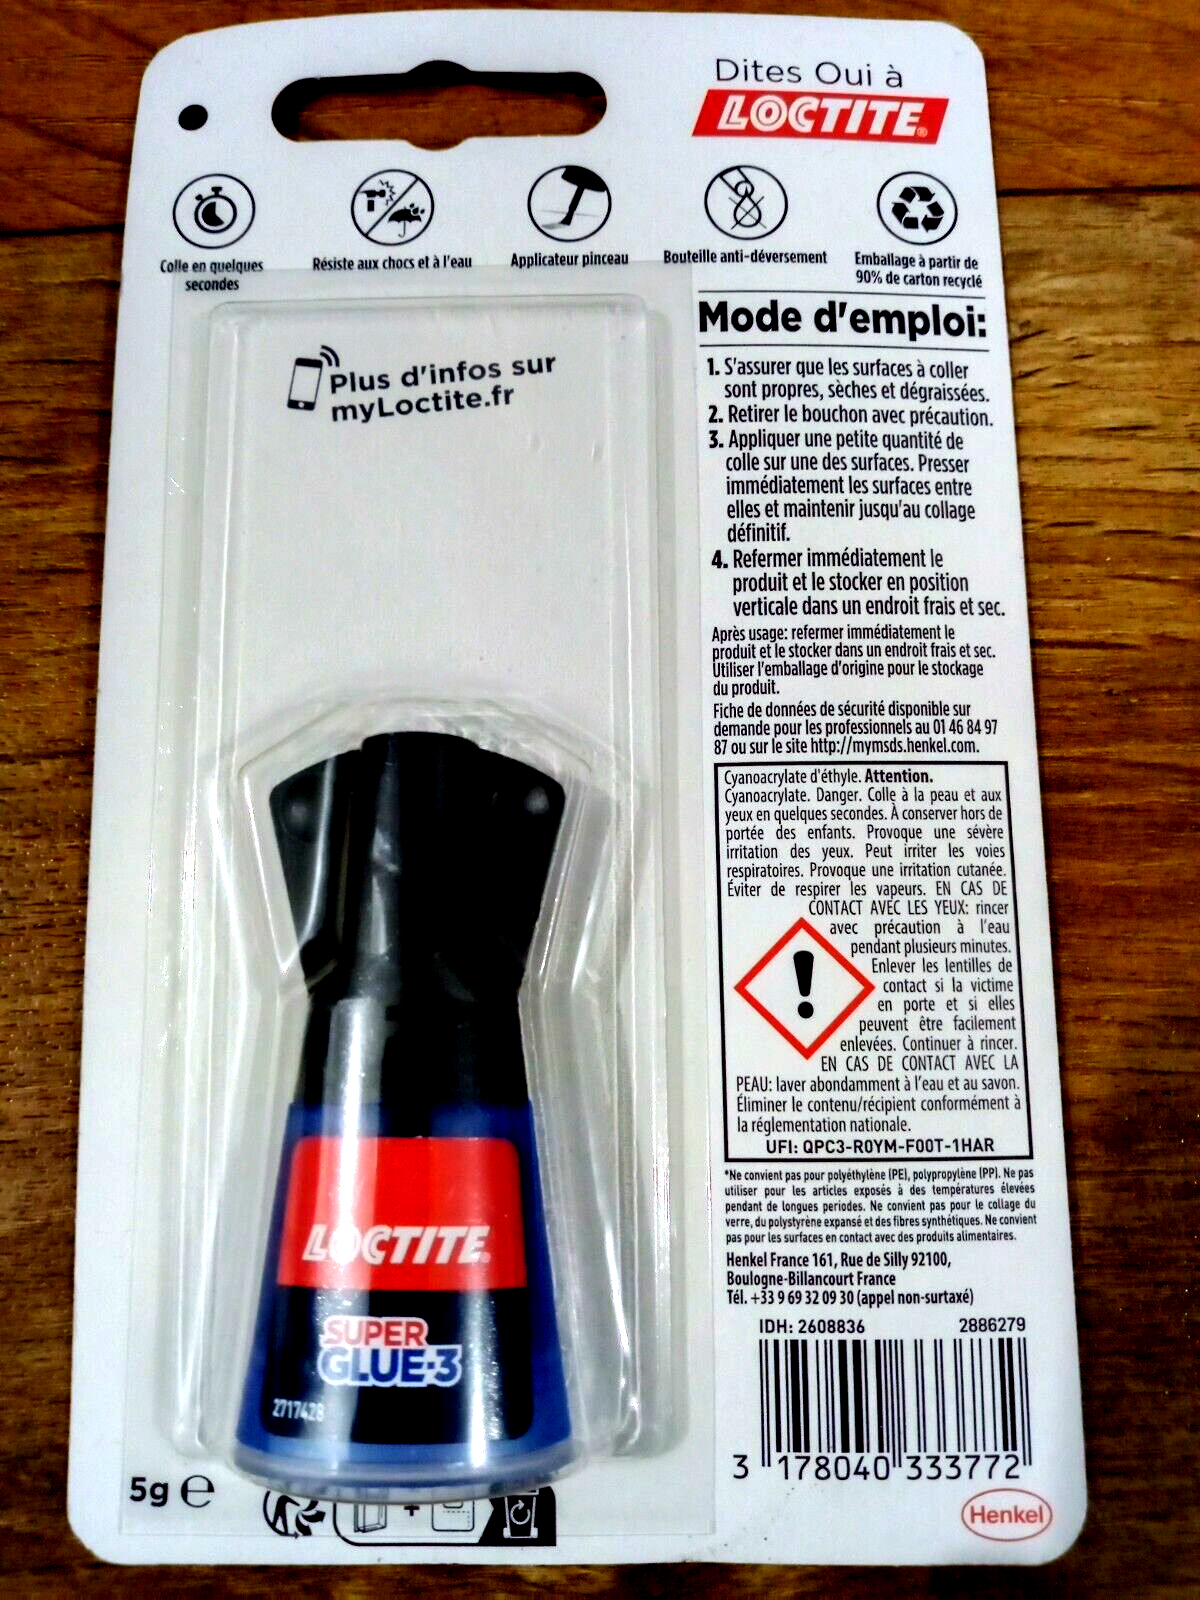 Dites Oui à
LOCTITE®
Colle en quelques
secondes
Résiste aux chocs et à l'eau
Applicateur pinceau
Bouteille anti-déversement
Emballage à partir de
90% de carton recyclé
Plus d'infos sur
myLoctite.fr
Mode d'emploi:
1. S'assurer que les surfaces à coller
sont propres, sèches et dégraissées.
2. Retirer le bouchon avec précaution.
3. Appliquer une petite quantité de
colle sur une des surfaces. Presser
immédiatement les surfaces entre
elles et maintenir jusqu'au collage
définitif.
4. Refermer immédiatement le
produit et le stocker en position
verticale dans un endroit frais et sec.
Après usage: refermer immédiatement le
produit et le stocker dans un endroit frais et sec.
Utiliser l'emballage d'origine pour le stockage
du produit.
Fiche de données de sécurité disponible sur
demande pour les professionnels au 01 46 84 97
87 ou sur le site http://mymsds.henkel.com.
Cyanoacrylate d'éthyle. Attention.
Cyanoacrylate. Danger. Colle à la peau et aux
yeux en quelques secondes. À conserver hors de
portée des enfants. Provoque une sévère
irritation des yeux. Peut irriter les voies
respiratoires. Provoque une irritation cutanée.
Éviter de respirer les vapeurs. EN CAS DE
CONTACT AVEC LES YEUX: rincer
avec précaution à l'eau
pendant plusieurs minutes.
Enlever les lentilles de
contact si la victime
en porte et si elles
peuvent être facilement
enlevées. Continuer à rincer.
EN CAS DE CONTACT AVEC LA
PEAU: laver abondamment à l'eau et au savon.
Éliminer le contenu/récipient conformément à
la réglementation nationale.
UFI: QPC3-R0YM-F00T-1HAR
*Ne convient pas pour polyéthylène (PE), polypropylène (PP). Ne pas
utiliser pour les articles exposés à des températures élevées
pendant de longues periodes. Ne convient pas pour le collage du
verre, du polystyrène expansé et des fibres synthétiques. Ne convient
pas pour les surfaces en contact avec des produits alimentaires.
Henkel France 161, Rue de Silly 92100,
Boulogne-Billancourt France
Tél. +33 9 69 32 09 30 (appel non-surtaxé)
IDH: 2608836 2886279
3 178040 333772
Henkel
LOCTITE®
SUPER
GLUE-3
2717428
5g ℮